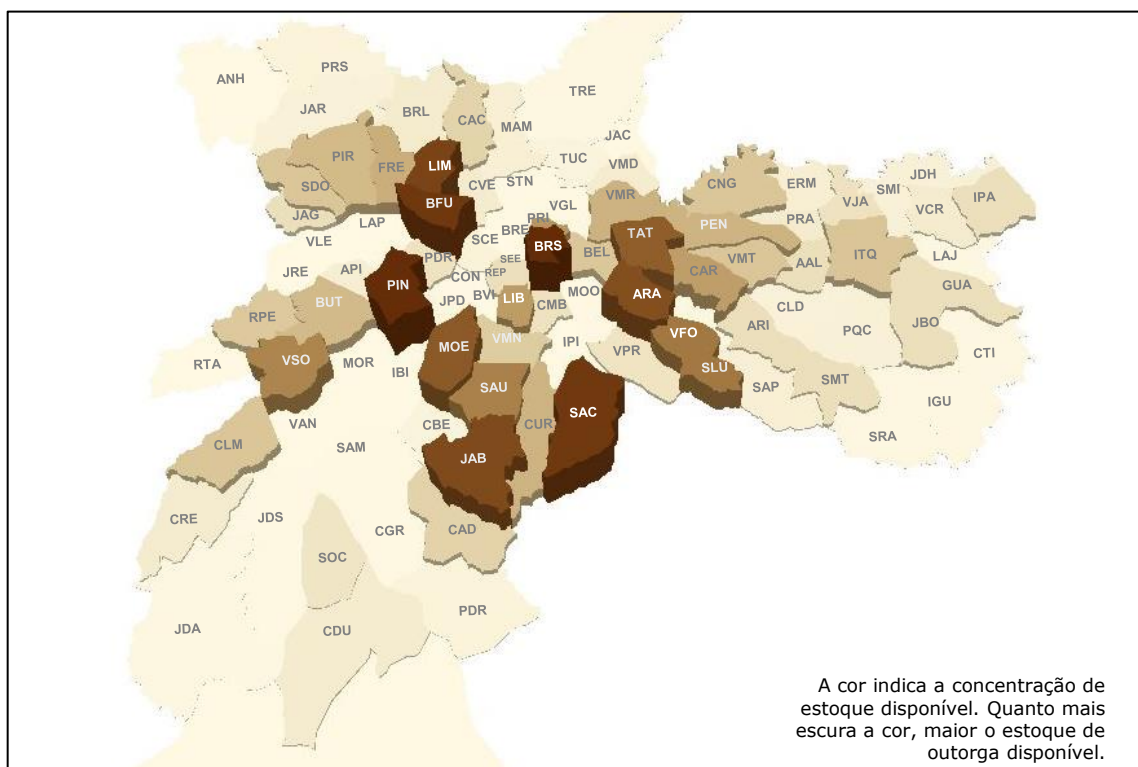 PRS
ANH
TRE
JAR
BRL
CAC
MAM
JAC
PIR
FRE
LIM
TUC
VMD
SDO
CVE
STN
CNG
ERM
JDH
SMI
VMR
VJA
IPA
JAG
BFU
VGL
VCR
LAP
PRI
PRA
PEN
VLE
SCE
BRE
BRS
TAT
BEL
PDR
SEE
VMT
AAL
ITQ
LAJ
JRE
API
CON
REP
CAR
PIN
GUA
BUT
JPD
BVI
LIB
CMB
MOO
ARA
CLD
RPE
ARI
PQC
JBO
VMN
IPI
VFO
MOE
VPR
CTI
RTA
VSO
MOR
IBI
SLU
SAP
SMT
SAU
IGU
SAC
VAN
CBE
CUR
SRA
CLM
SAM
JAB
CRE
JDS
CGR
CAD
SOC
PDR
JDA
CDU
A cor indica a concentração de
estoque disponível. Quanto mais
escura a cor, maior o estoque de
outorga disponível.